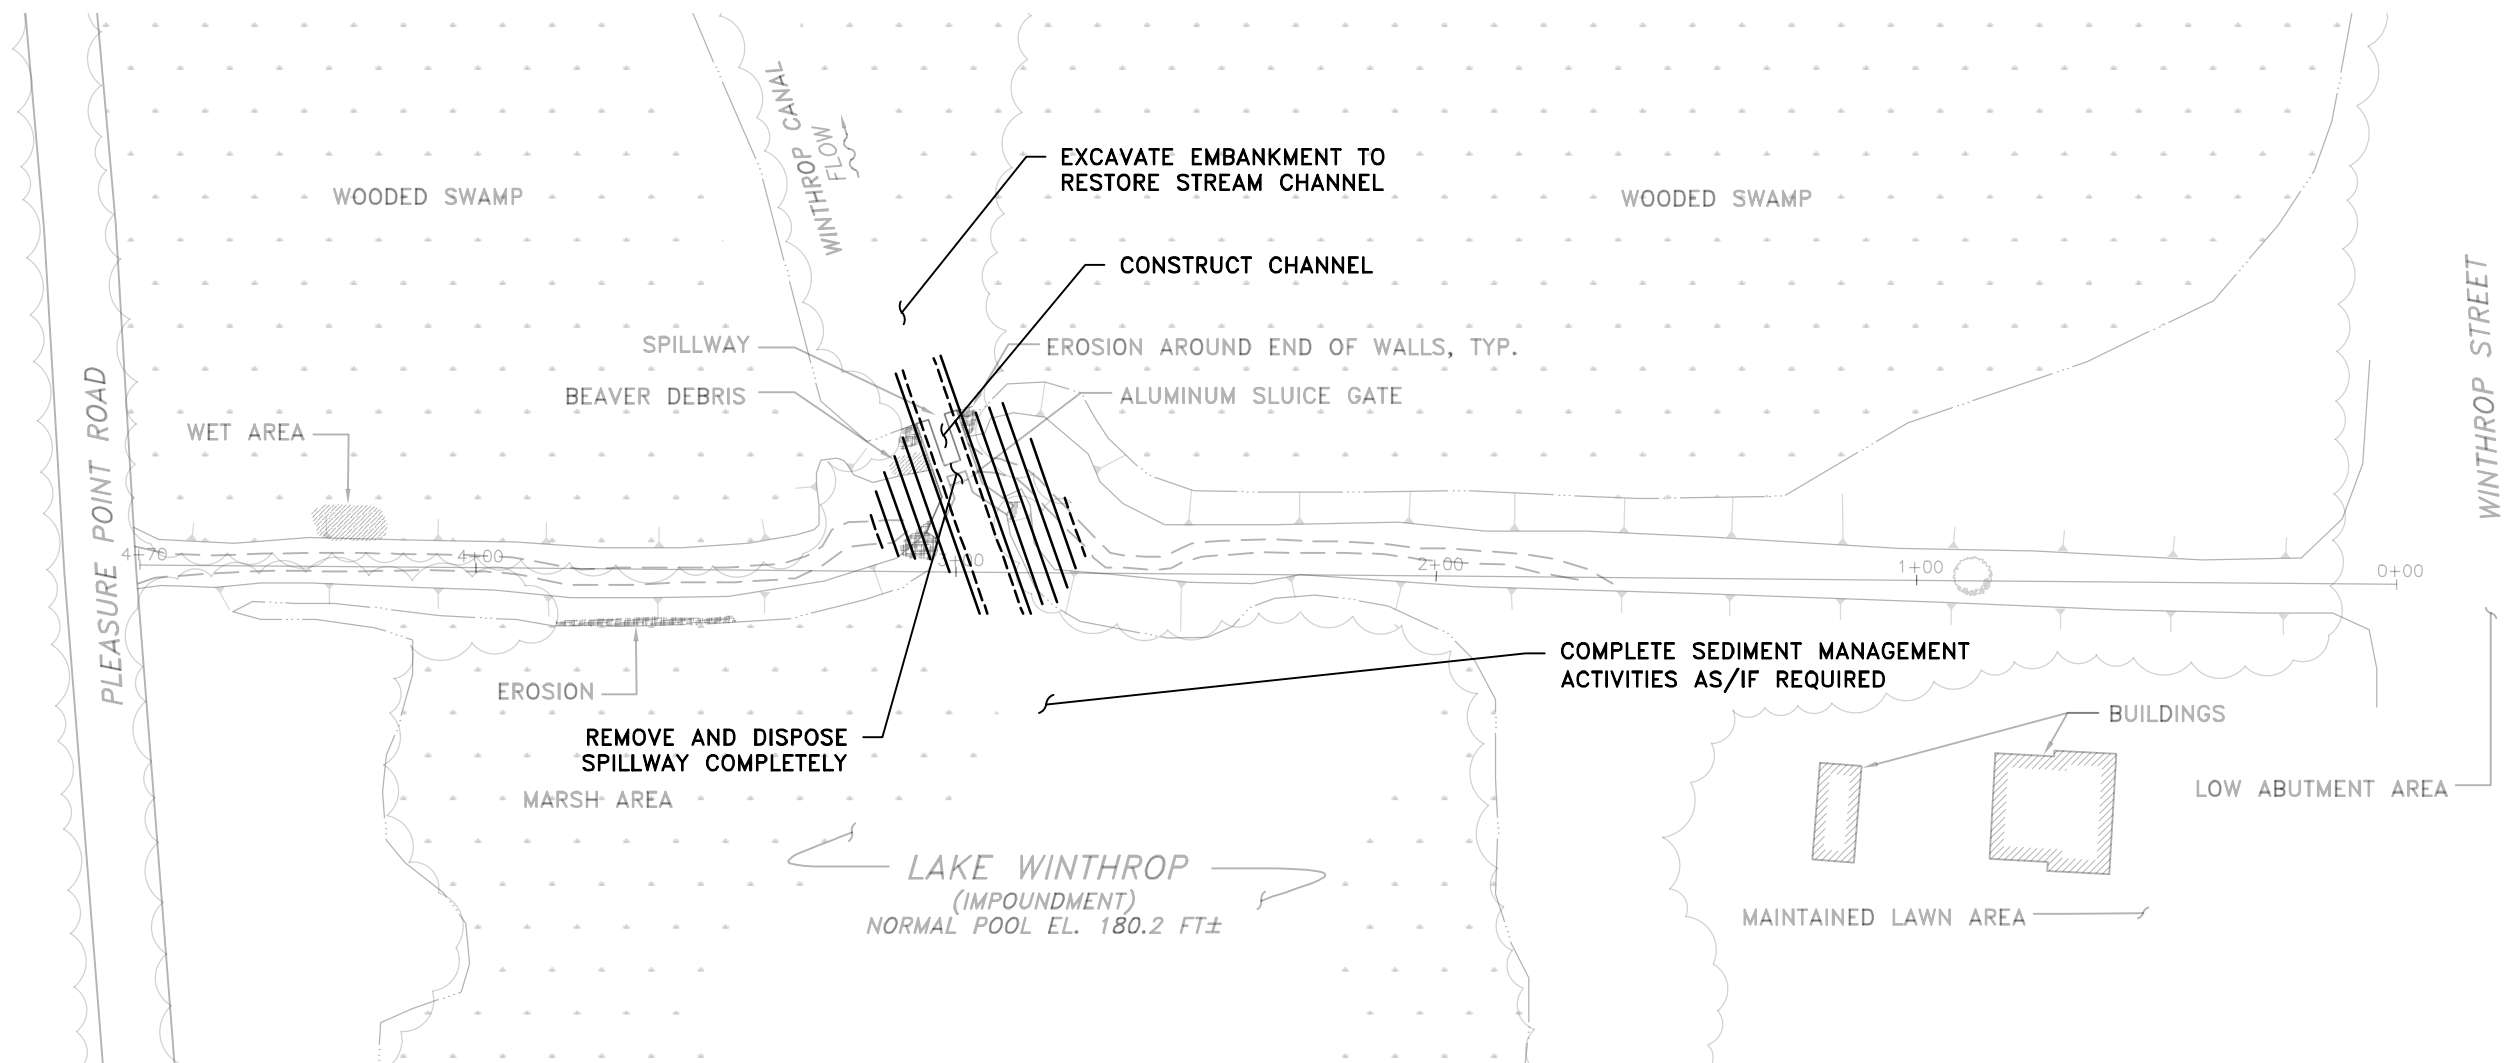 WINTHROP CANAL
FLOW
EXCAVATE EMBANKMENT TO
RESTORE STREAM CHANNEL
WOODED SWAMP
WOODED SWAMP
CONSTRUCT CHANNEL
SPILLWAY
EROSION AROUND END OF WALLS, TYP.
BEAVER DEBRIS
ALUMINUM SLUICE GATE
WET AREA
WINTHROP STREET
PLEASURE POINT ROAD
4+70
4+00
3+00
2+00
1+00
0+00
EROSION
COMPLETE SEDIMENT MANAGEMENT
ACTIVITIES AS/IF REQUIRED
REMOVE AND DISPOSE
SPILLWAY COMPLETELY
BUILDINGS
MARSH AREA
LOW ABUTMENT AREA
LAKE WINTHROP
(IMPOUNDMENT)
NORMAL POOL EL. 180.2 FT±
MAINTAINED LAWN AREA